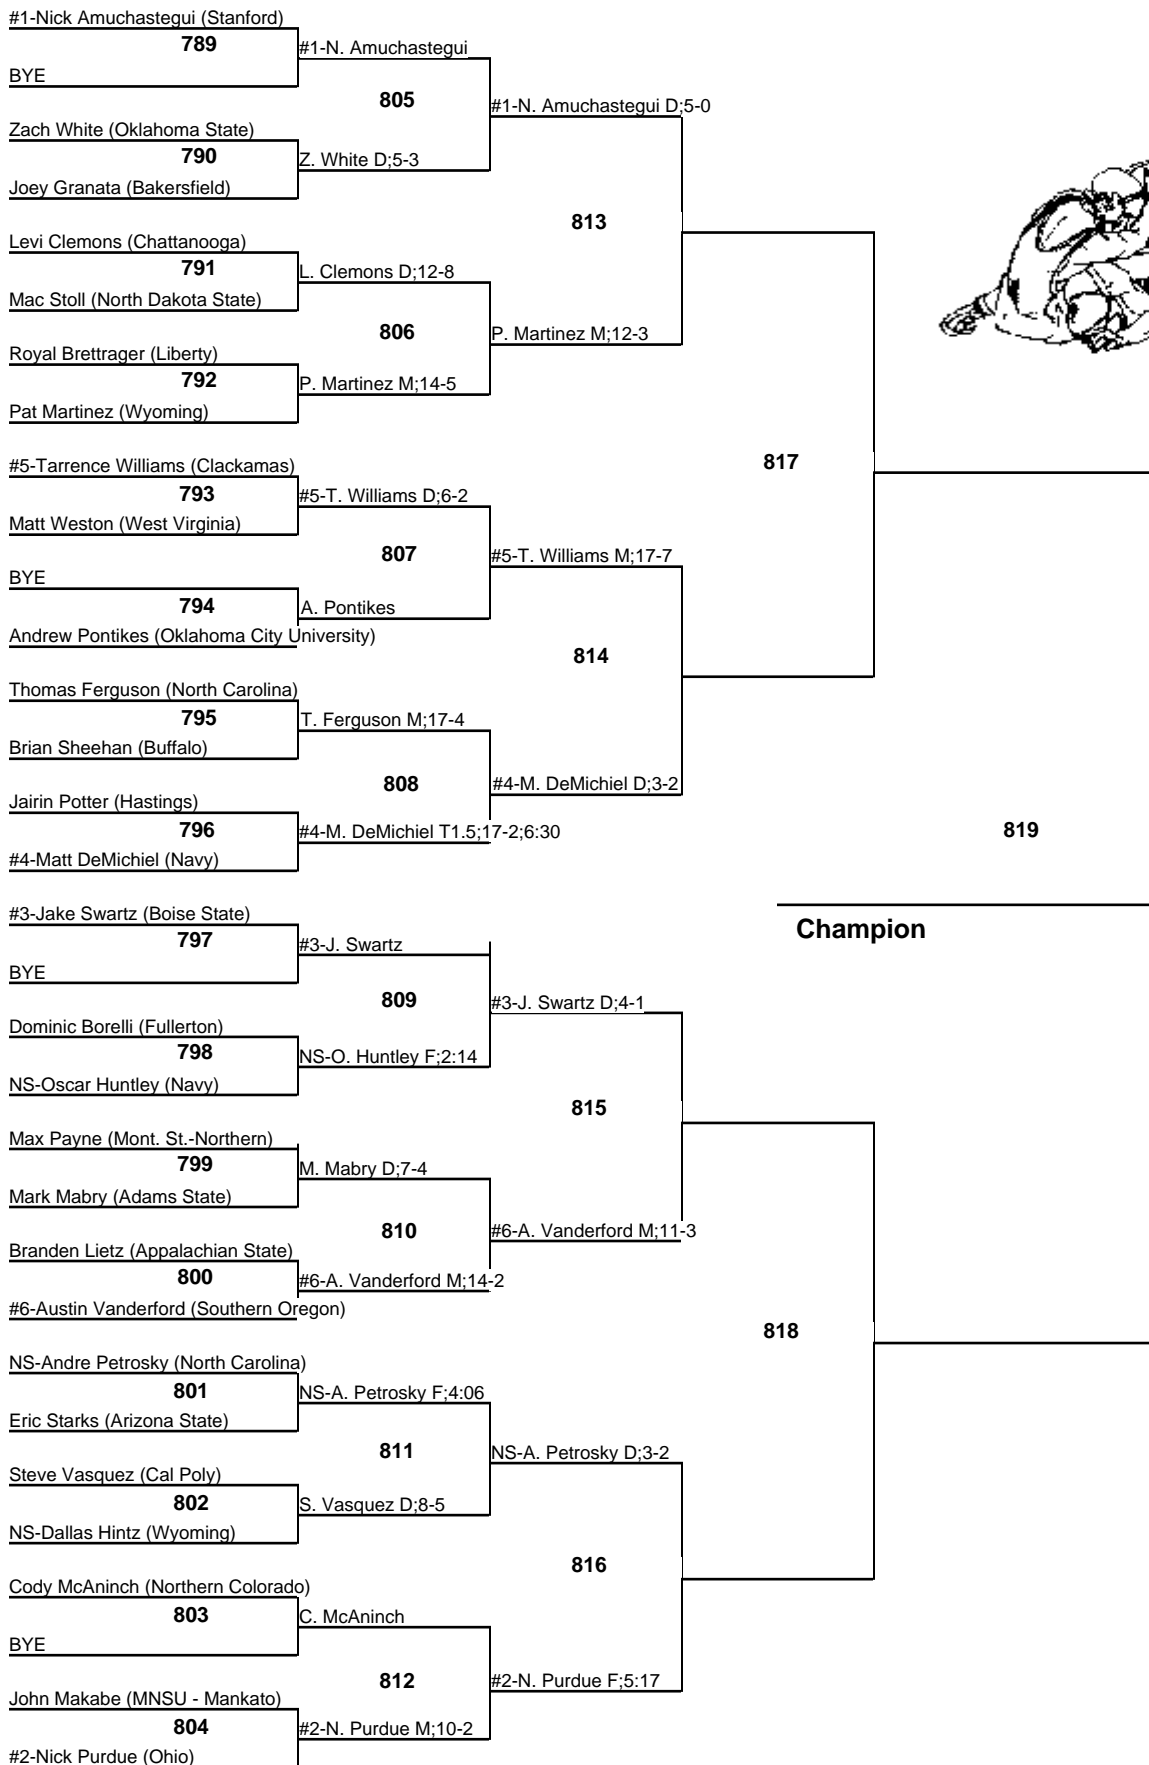 #1-Nick Amuchastegui (Stanford)
789
#1-N. Amuchastegui
BYE
805
#1-N. Amuchastegui D;5-0
Zach White (Oklahoma State)
790
Z. White D;5-3
Joey Granata (Bakersfield)
813
Levi Clemons (Chattanooga)
791
L. Clemons D;12-8
Mac Stoll (North Dakota State)
806
P. Martinez M;12-3
Royal Brettrager (Liberty)
792
P. Martinez M;14-5
Pat Martinez (Wyoming)
817
#5-Tarrence Williams (Clackamas)
793
#5-T. Williams D;6-2
Matt Weston (West Virginia)
807
#5-T. Williams M;17-7
BYE
794
A. Pontikes
Andrew Pontikes (Oklahoma City University)
814
Thomas Ferguson (North Carolina)
795
T. Ferguson M;17-4
Brian Sheehan (Buffalo)
808
#4-M. DeMichiel D;3-2
Jairin Potter (Hastings)
796
#4-M. DeMichiel T1.5;17-2;6:30
#4-Matt DeMichiel (Navy)
819
Champion
#3-Jake Swartz (Boise State)
797
#3-J. Swartz
BYE
809
#3-J. Swartz D;4-1
Dominic Borelli (Fullerton)
798
NS-O. Huntley F;2:14
NS-Oscar Huntley (Navy)
815
Max Payne (Mont. St.-Northern)
799
M. Mabry D;7-4
Mark Mabry (Adams State)
810
#6-A. Vanderford M;11-3
Branden Lietz (Appalachian State)
800
#6-A. Vanderford M;14-2
#6-Austin Vanderford (Southern Oregon)
818
NS-Andre Petrosky (North Carolina)
801
NS-A. Petrosky F;4:06
Eric Starks (Arizona State)
811
NS-A. Petrosky D;3-2
Steve Vasquez (Cal Poly)
802
S. Vasquez D;8-5
NS-Dallas Hintz (Wyoming)
816
Cody McAninch (Northern Colorado)
803
C. McAninch
BYE
812
#2-N. Purdue F;5:17
John Makabe (MNSU - Mankato)
804
#2-N. Purdue M;10-2
#2-Nick Purdue (Ohio)